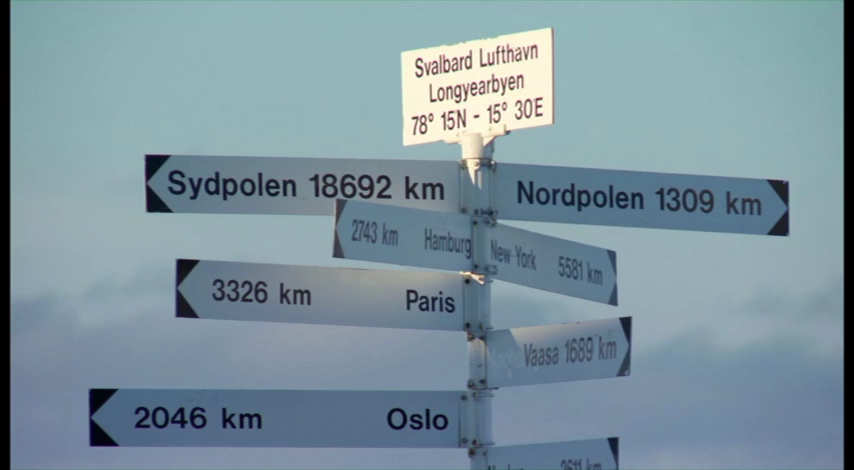 Svalbard Lufthavn
Longyearbyen
78° 15N - 15° 30E
Sydpolen 18692 km
Nordpolen 1309 km
2743 km Hamburg
New York 5581 km
3326 km Paris
Vaasa 1689 km
2046 km Oslo